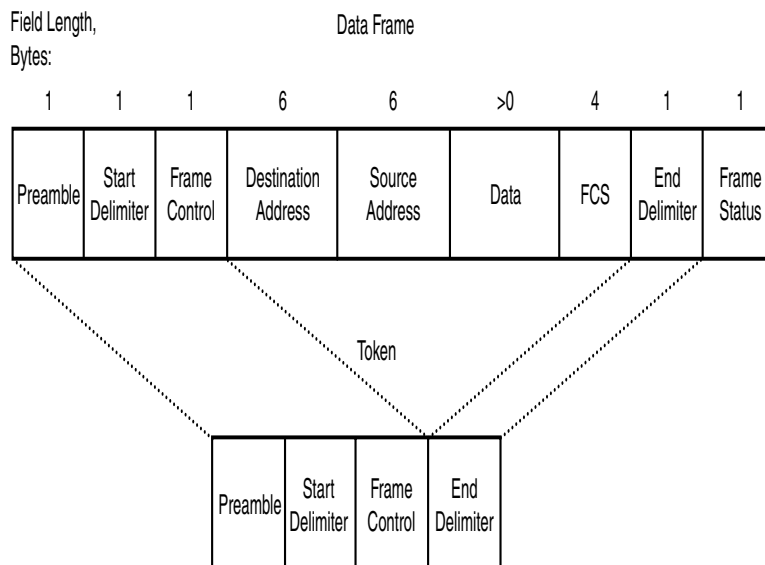 Field Length,
Bytes:
Data Frame
1 1 1 6 6 >0 4 1 1
Preamble
Start
Delimiter
Frame
Control
Destination
Address
Source
Address
Data
FCS
End
Delimiter
Frame
Status
Token
Preamble
Start
Delimiter
Frame
Control
End
Delimiter